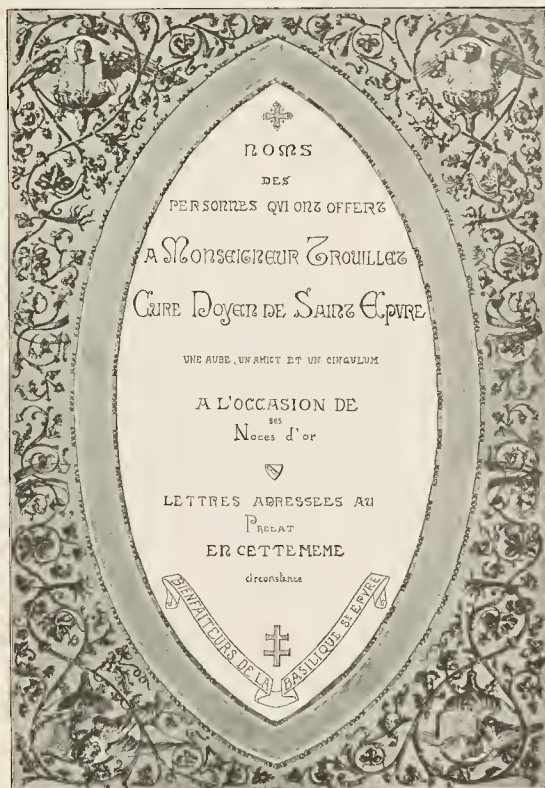 NOMS
DES
PERSONNES QVI ONT OFFERT
A MONSEIGNEUR TROUILLET
CURE DOYEN DE SAINT EPVRE
UNE AUBE, UN AMICT ET UN CINGULUM
A L'OCCASION DE
ses
Noces d'or
LETTRES ADRESSEES AU
PRELAT
EN CETTE MEME
circonstance
BIENFAITEURS DE LA BASILIQUE St EPVRE